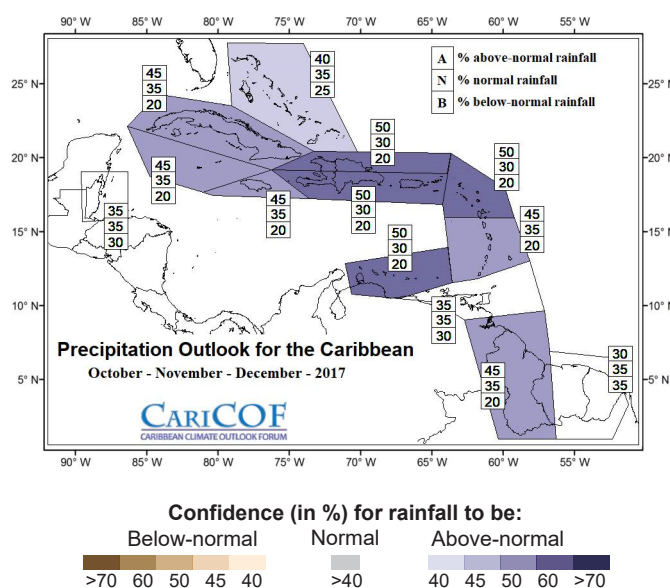 A % above-normal rainfall
N % normal rainfall
B % below-normal rainfall
25° N
20° N
15° N
10° N
5° N
25° N
20° N
15° N
10° N
5° N
45
35
20
40
35
25
50
30
20
50
30
20
45
35
20
45
35
20
50
30
20
45
35
20
35
35
30
50
30
20
35
35
30
45
35
20
30
35
35
Precipitation Outlook for the Caribbean
October - November - December - 2017
CARICOF
CARIBBEAN CLIMATE OUTLOOK FORUM
90° W 85° W 80° W 75° W 70° W 65° W 60° W 55° W
90° W 85° W 80° W 75° W 70° W 65° W 60° W 55° W
Confidence (in %) for rainfall to be:
Below-normal Normal Above-normal
>70 60 50 45 40 >40 40 45 50 60 >70